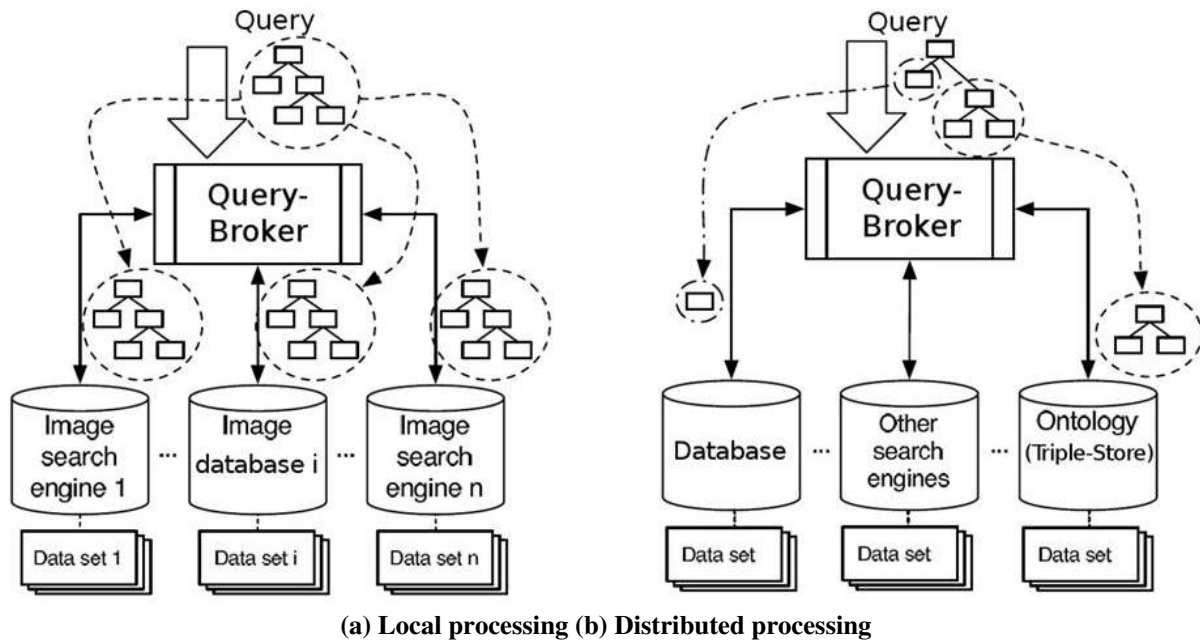 Query
Query-
Broker
Image
search
engine 1
...
Image
database i
...
Image
search
engine n
Data set 1
Data set i
Data set n
Query
Query-
Broker
Database
...
Other
search
engines
...
Ontology
(Triple-Store)
Data set
Data set
Data set
(a) Local processing (b) Distributed processing